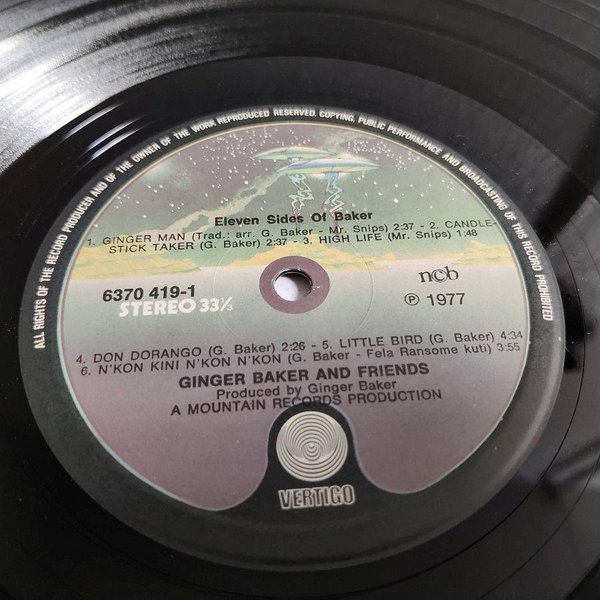 ALL RIGHTS OF THE RECORD PRODUCER AND OF THE OWNER OF THE WORK REPRODUCED RESERVED. COPYING, PUBLIC PERFORMANCE AND BROADCASTING OF THIS RECORD PROHIBITED
Eleven Sides Of Baker
1. GINGER MAN (Trad.: arr. G. Baker - Mr. Snips) 2:37 - 2. CANDLE-
STICK TAKER (G. Baker) 2:37 - 3. HIGH LIFE (Mr. Snips) 1:48
6370 419-1
STEREO 33⅓
ncb
℗ 1977
4. DON DORANGO (G. Baker) 2:26 - 5. LITTLE BIRD (G. Baker) 4:34
6. N'KON KINI N'KON N'KON (G. Baker - Fela Ransome kuti) 3:55
GINGER BAKER AND FRIENDS
Produced by Ginger Baker
A MOUNTAIN RECORDS PRODUCTION
VERTIGO